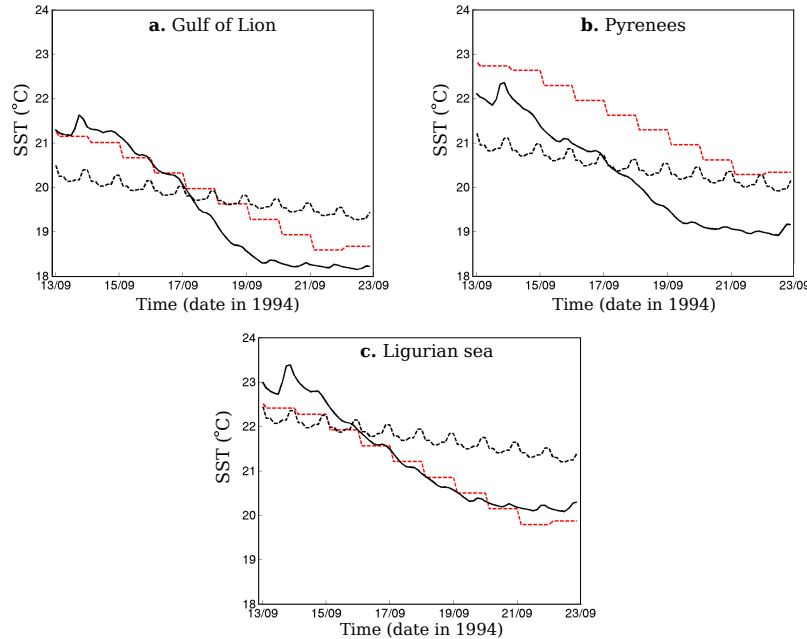 a. Gulf of Lion
SST (°C)
24
23
22
21
20
19
18
13/09 15/09 17/09 19/09 21/09 23/09
Time (date in 1994)
b. Pyrenees
SST (°C)
24
23
22
21
20
19
18
13/09 15/09 17/09 19/09 21/09 23/09
Time (date in 1994)
c. Ligurian sea
SST (°C)
24
23
22
21
20
19
18
13/09 15/09 17/09 19/09 21/09 23/09
Time (date in 1994)